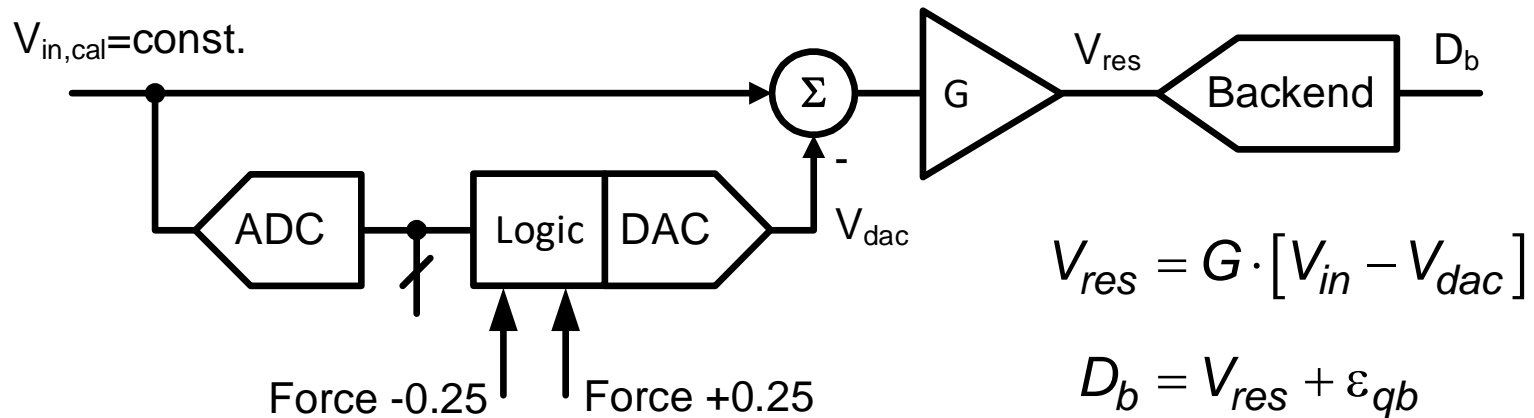 V_in,cal=const.
Σ
G
V_res
Backend
D_b
-
ADC
Logic
DAC
V_dac
V_res = G · [V_in − V_dac]
Force -0.25
Force +0.25
D_b = V_res + ε_qb